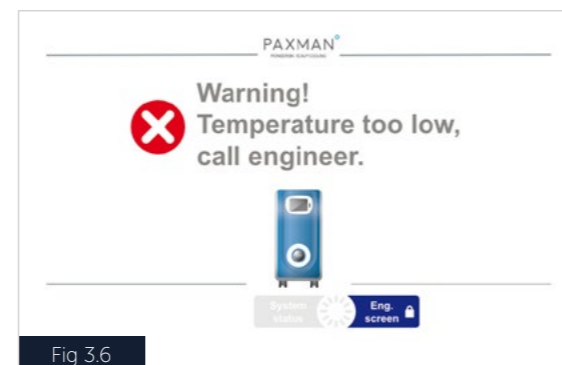 PAXMAN
Warning!
Temperature too low,
call engineer.
System
status
Eng.
screen
Fig 3.6